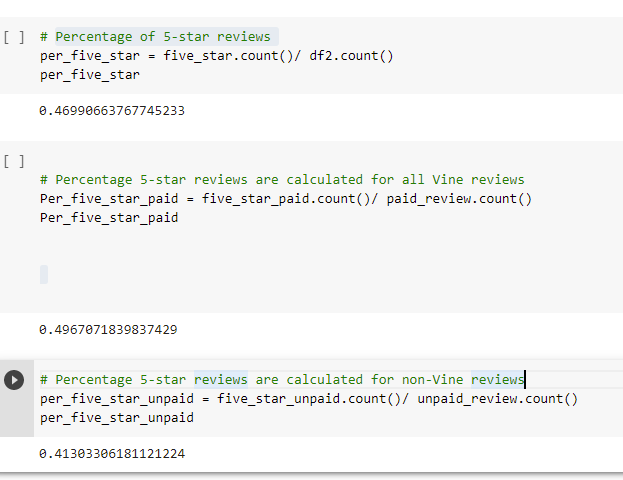 [ ] # Percentage of 5-star reviews
per_five_star = five_star.count()/ df2.count()
per_five_star
0.46990663767745233
[ ]
# Percentage 5-star reviews are calculated for all Vine reviews
Per_five_star_paid = five_star_paid.count()/ paid_review.count()
Per_five_star_paid
0.4967071839837429
# Percentage 5-star reviews are calculated for non-Vine reviews
per_five_star_unpaid = five_star_unpaid.count()/ unpaid_review.count()
per_five_star_unpaid
0.41303306181121224